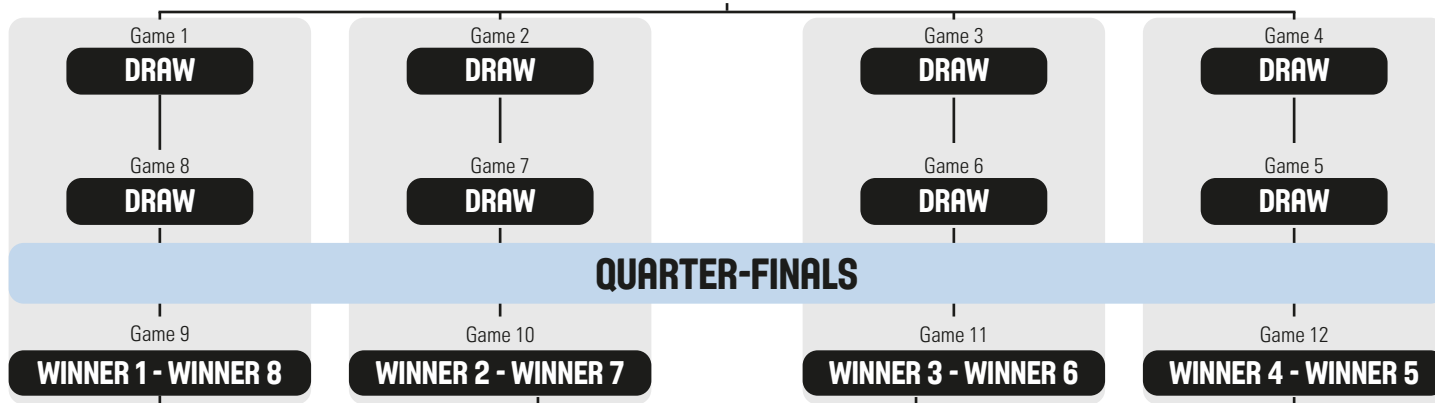 Game 1 Game 2 Game 3 Game 4
DRAW DRAW DRAW DRAW
Game 8 Game 7 Game 6 Game 5
DRAW DRAW DRAW DRAW
QUARTER-FINALS
Game 9 Game 10 Game 11 Game 12
WINNER 1 - WINNER 8 WINNER 2 - WINNER 7 WINNER 3 - WINNER 6 WINNER 4 - WINNER 5